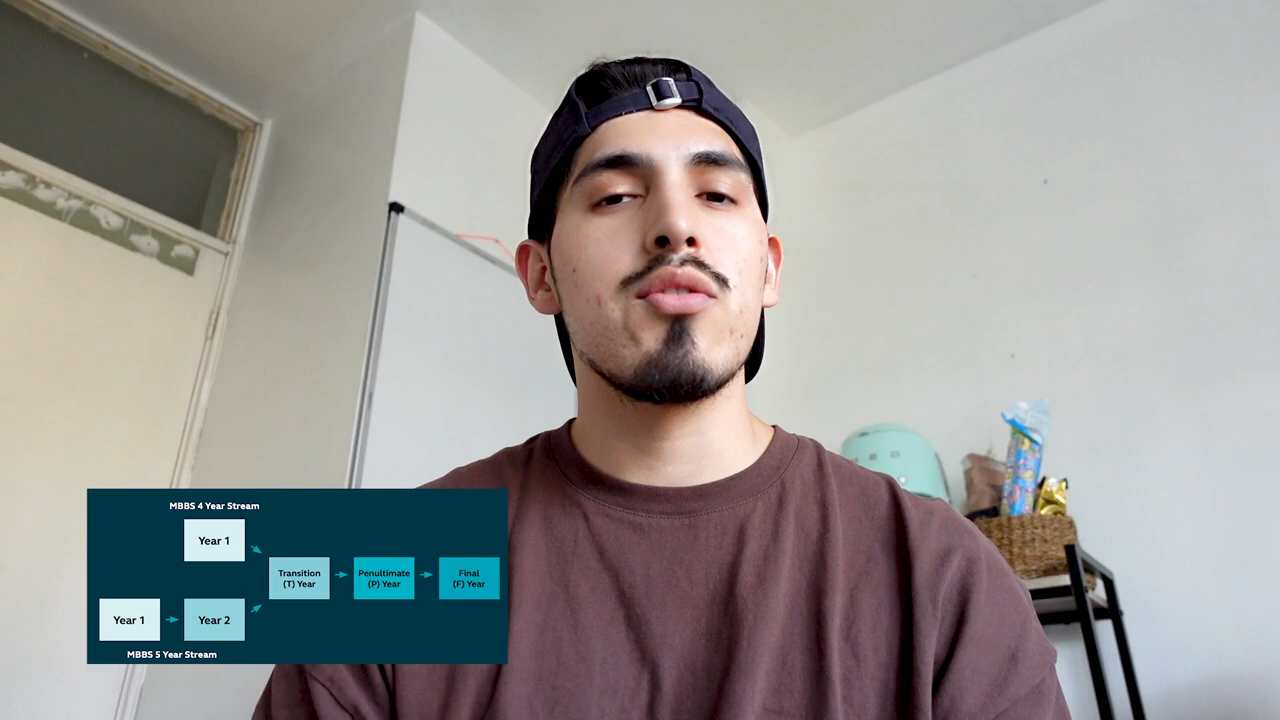 MBBS 4 Year Stream
Year 1
Transition
(T) Year
Penultimate
(P) Year
Final
(F) Year
Year 1
Year 2
MBBS 5 Year Stream